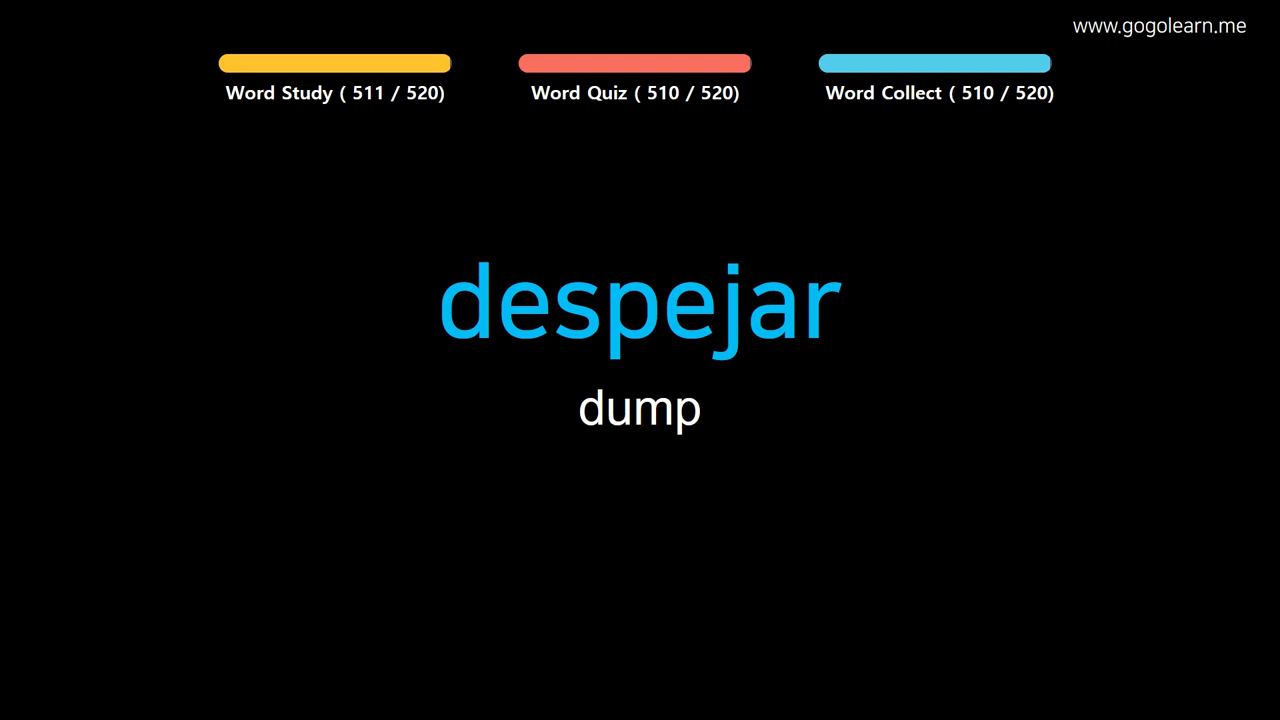 www.gogolearn.me
Word Study ( 511 / 520)
Word Quiz ( 510 / 520)
Word Collect ( 510 / 520)
despejar
dump